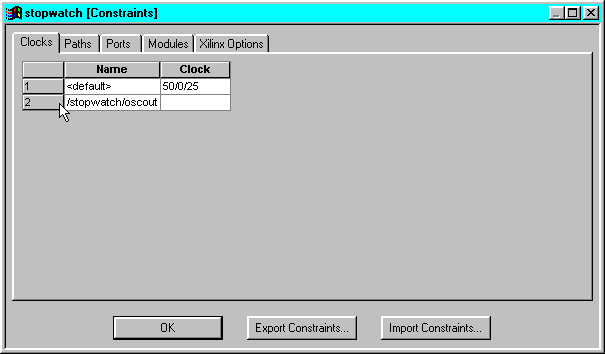 stopwatch [Constraints]
Clocks Paths Ports Modules Xilinx Options
Name Clock
1 <default> 50/0/25
2 /stopwatch/oscout
OK Export Constraints... Import Constraints...